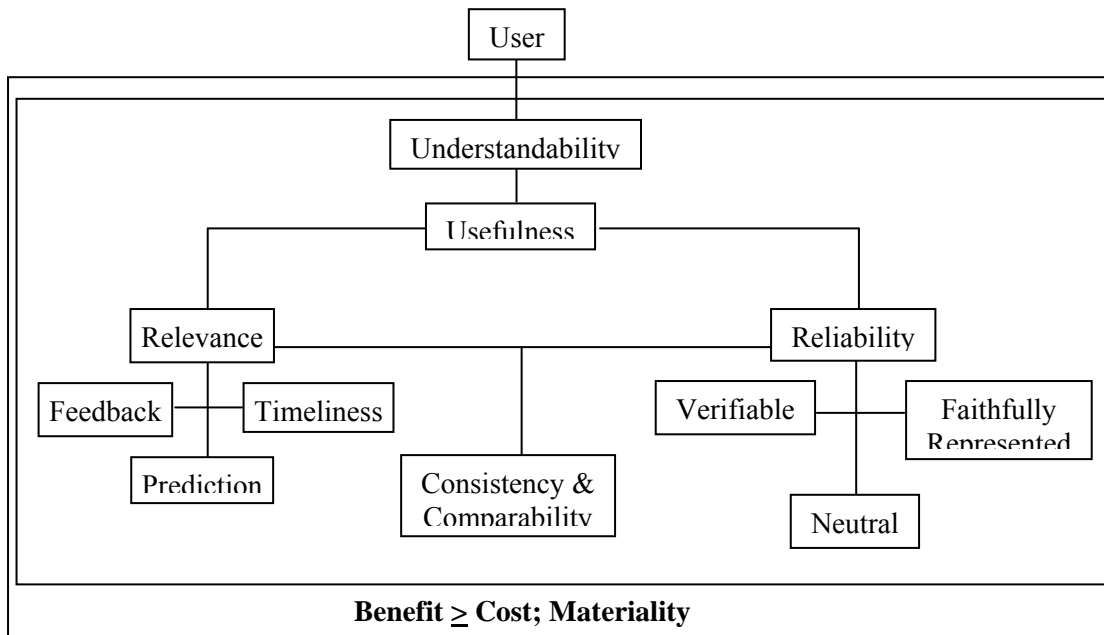 User
Understandability
Usefulness
Relevance
Reliability
Feedback
Timeliness
Verifiable
Faithfully
Represented
Prediction
Consistency &
Comparability
Neutral
Benefit ≥ Cost; Materiality